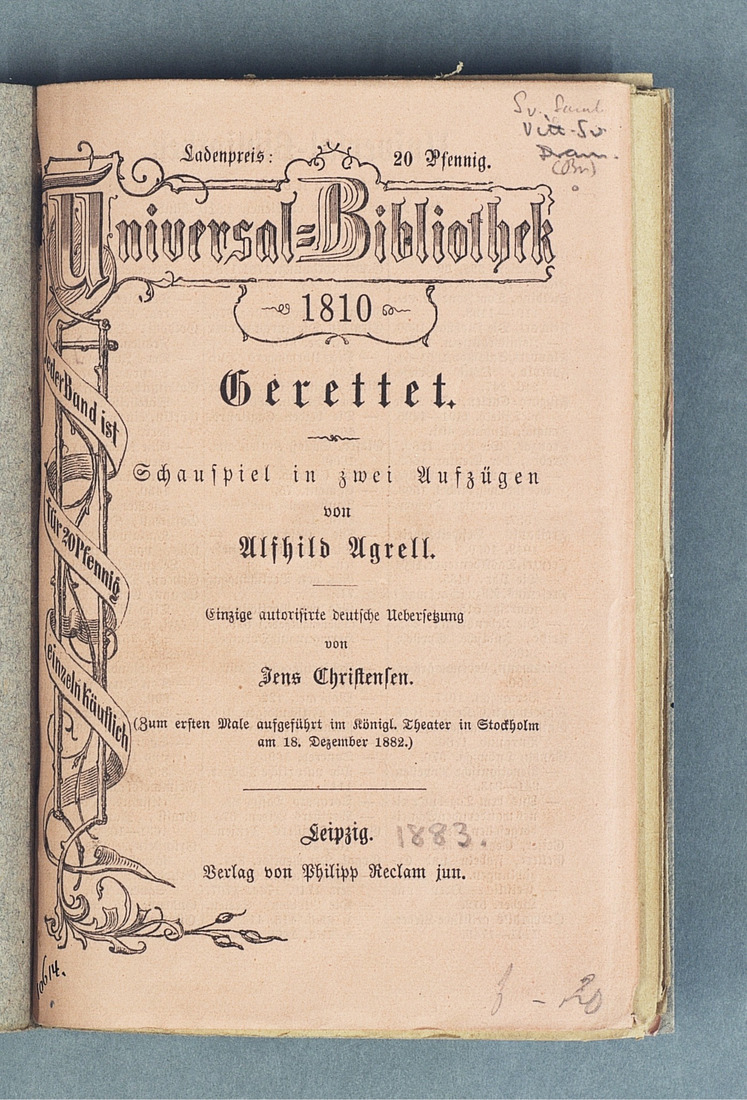 Sv. Saml.
Vitt. Sv
Dram.
(Br)
Ladenpreis: 20 Pfennig.
Universal=Bibliothek
1810
Jeder Band ist
für 20 Pfennig
einzeln käuflich
Gerettet.
Schauspiel in zwei Aufzügen
von
Alfhild Agrell.
Einzige autorisirte deutsche Uebersetzung
von
Jens Christensen.
(Zum ersten Male aufgeführt im Königl. Theater in Stockholm
am 18. Dezember 1882.)
Leipzig. 1883.
Verlag von Philipp Reclam jun.